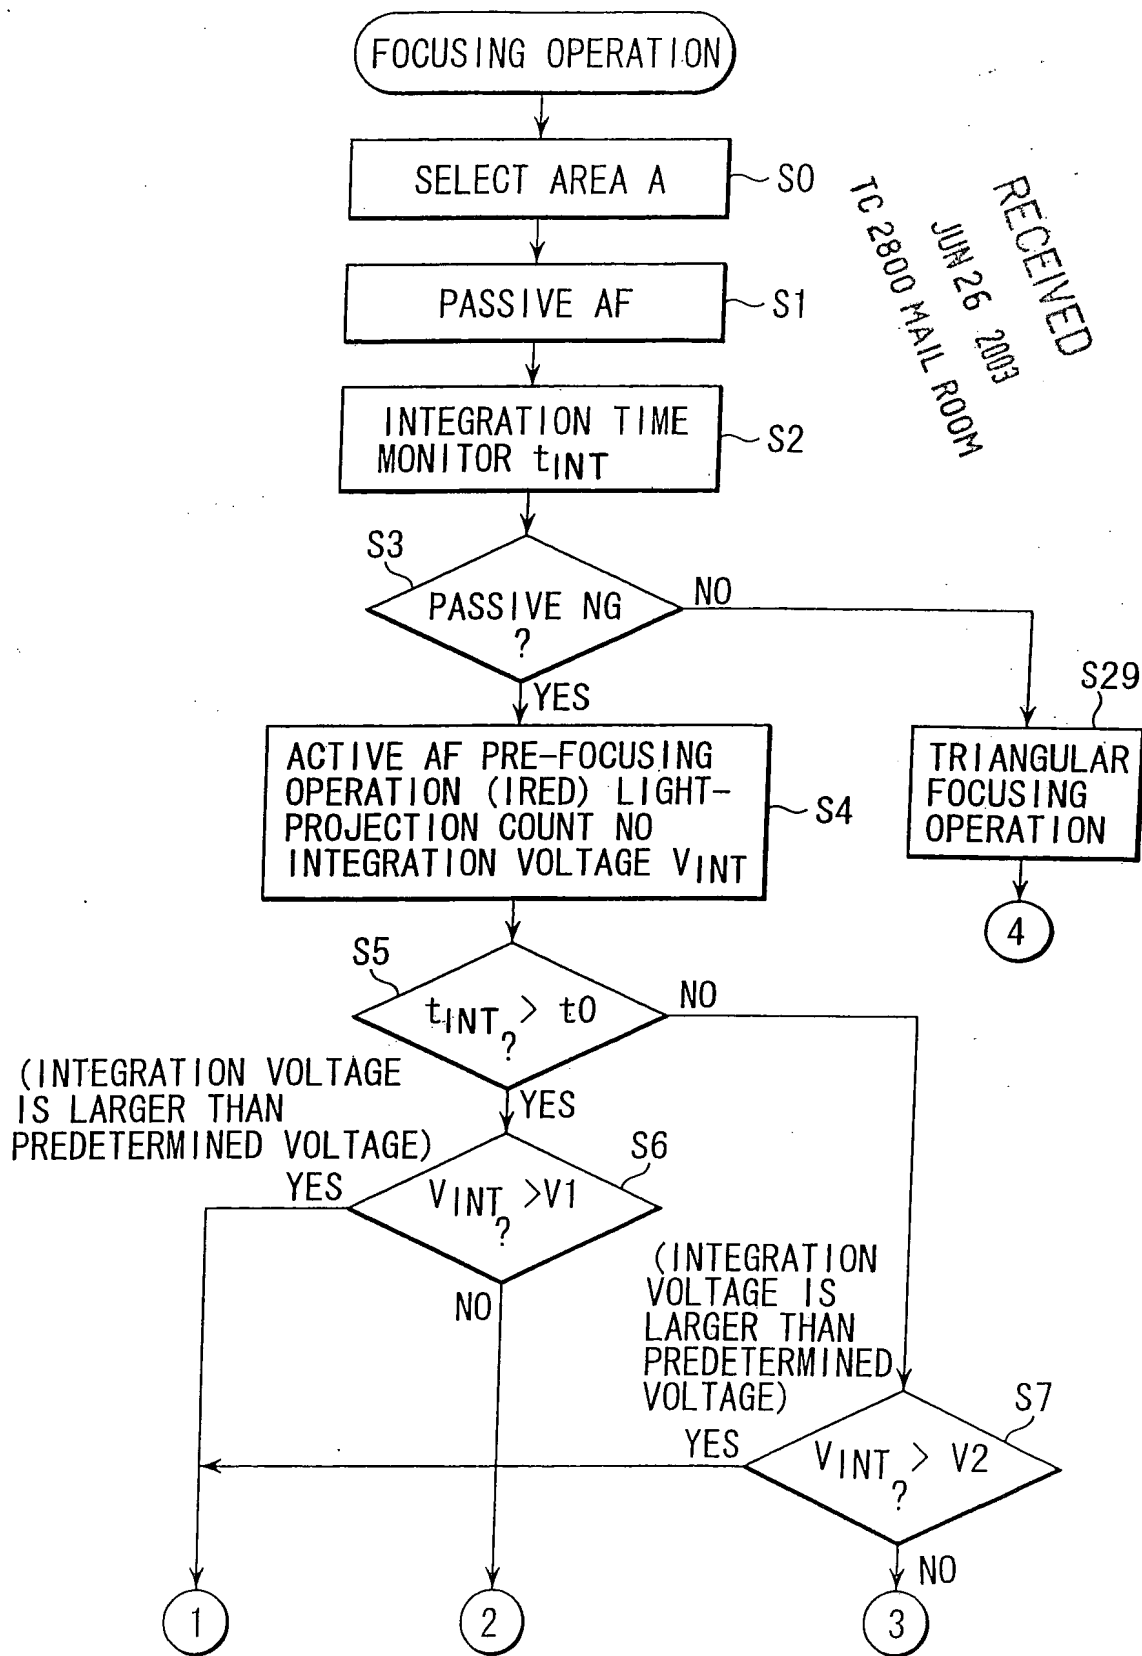 FOCUSING OPERATION
SELECT AREA A
S0
PASSIVE AF
S1
INTEGRATION TIME
MONITOR tINT
S2
RECEIVED
JUN 26 2003
TC 2800 MAIL ROOM
S3
PASSIVE NG
?
NO
YES
S29
TRIANGULAR
FOCUSING
OPERATION
4
ACTIVE AF PRE-FOCUSING
OPERATION (IRED) LIGHT-
PROJECTION COUNT NO
INTEGRATION VOLTAGE VINT
S4
S5
tINT > t0
?
NO
YES
(INTEGRATION VOLTAGE
IS LARGER THAN
PREDETERMINED VOLTAGE)
S6
VINT >V1
?
YES
NO
(INTEGRATION
VOLTAGE IS
LARGER THAN
PREDETERMINED
VOLTAGE)
S7
VINT > V2
?
YES
NO
1
2
3